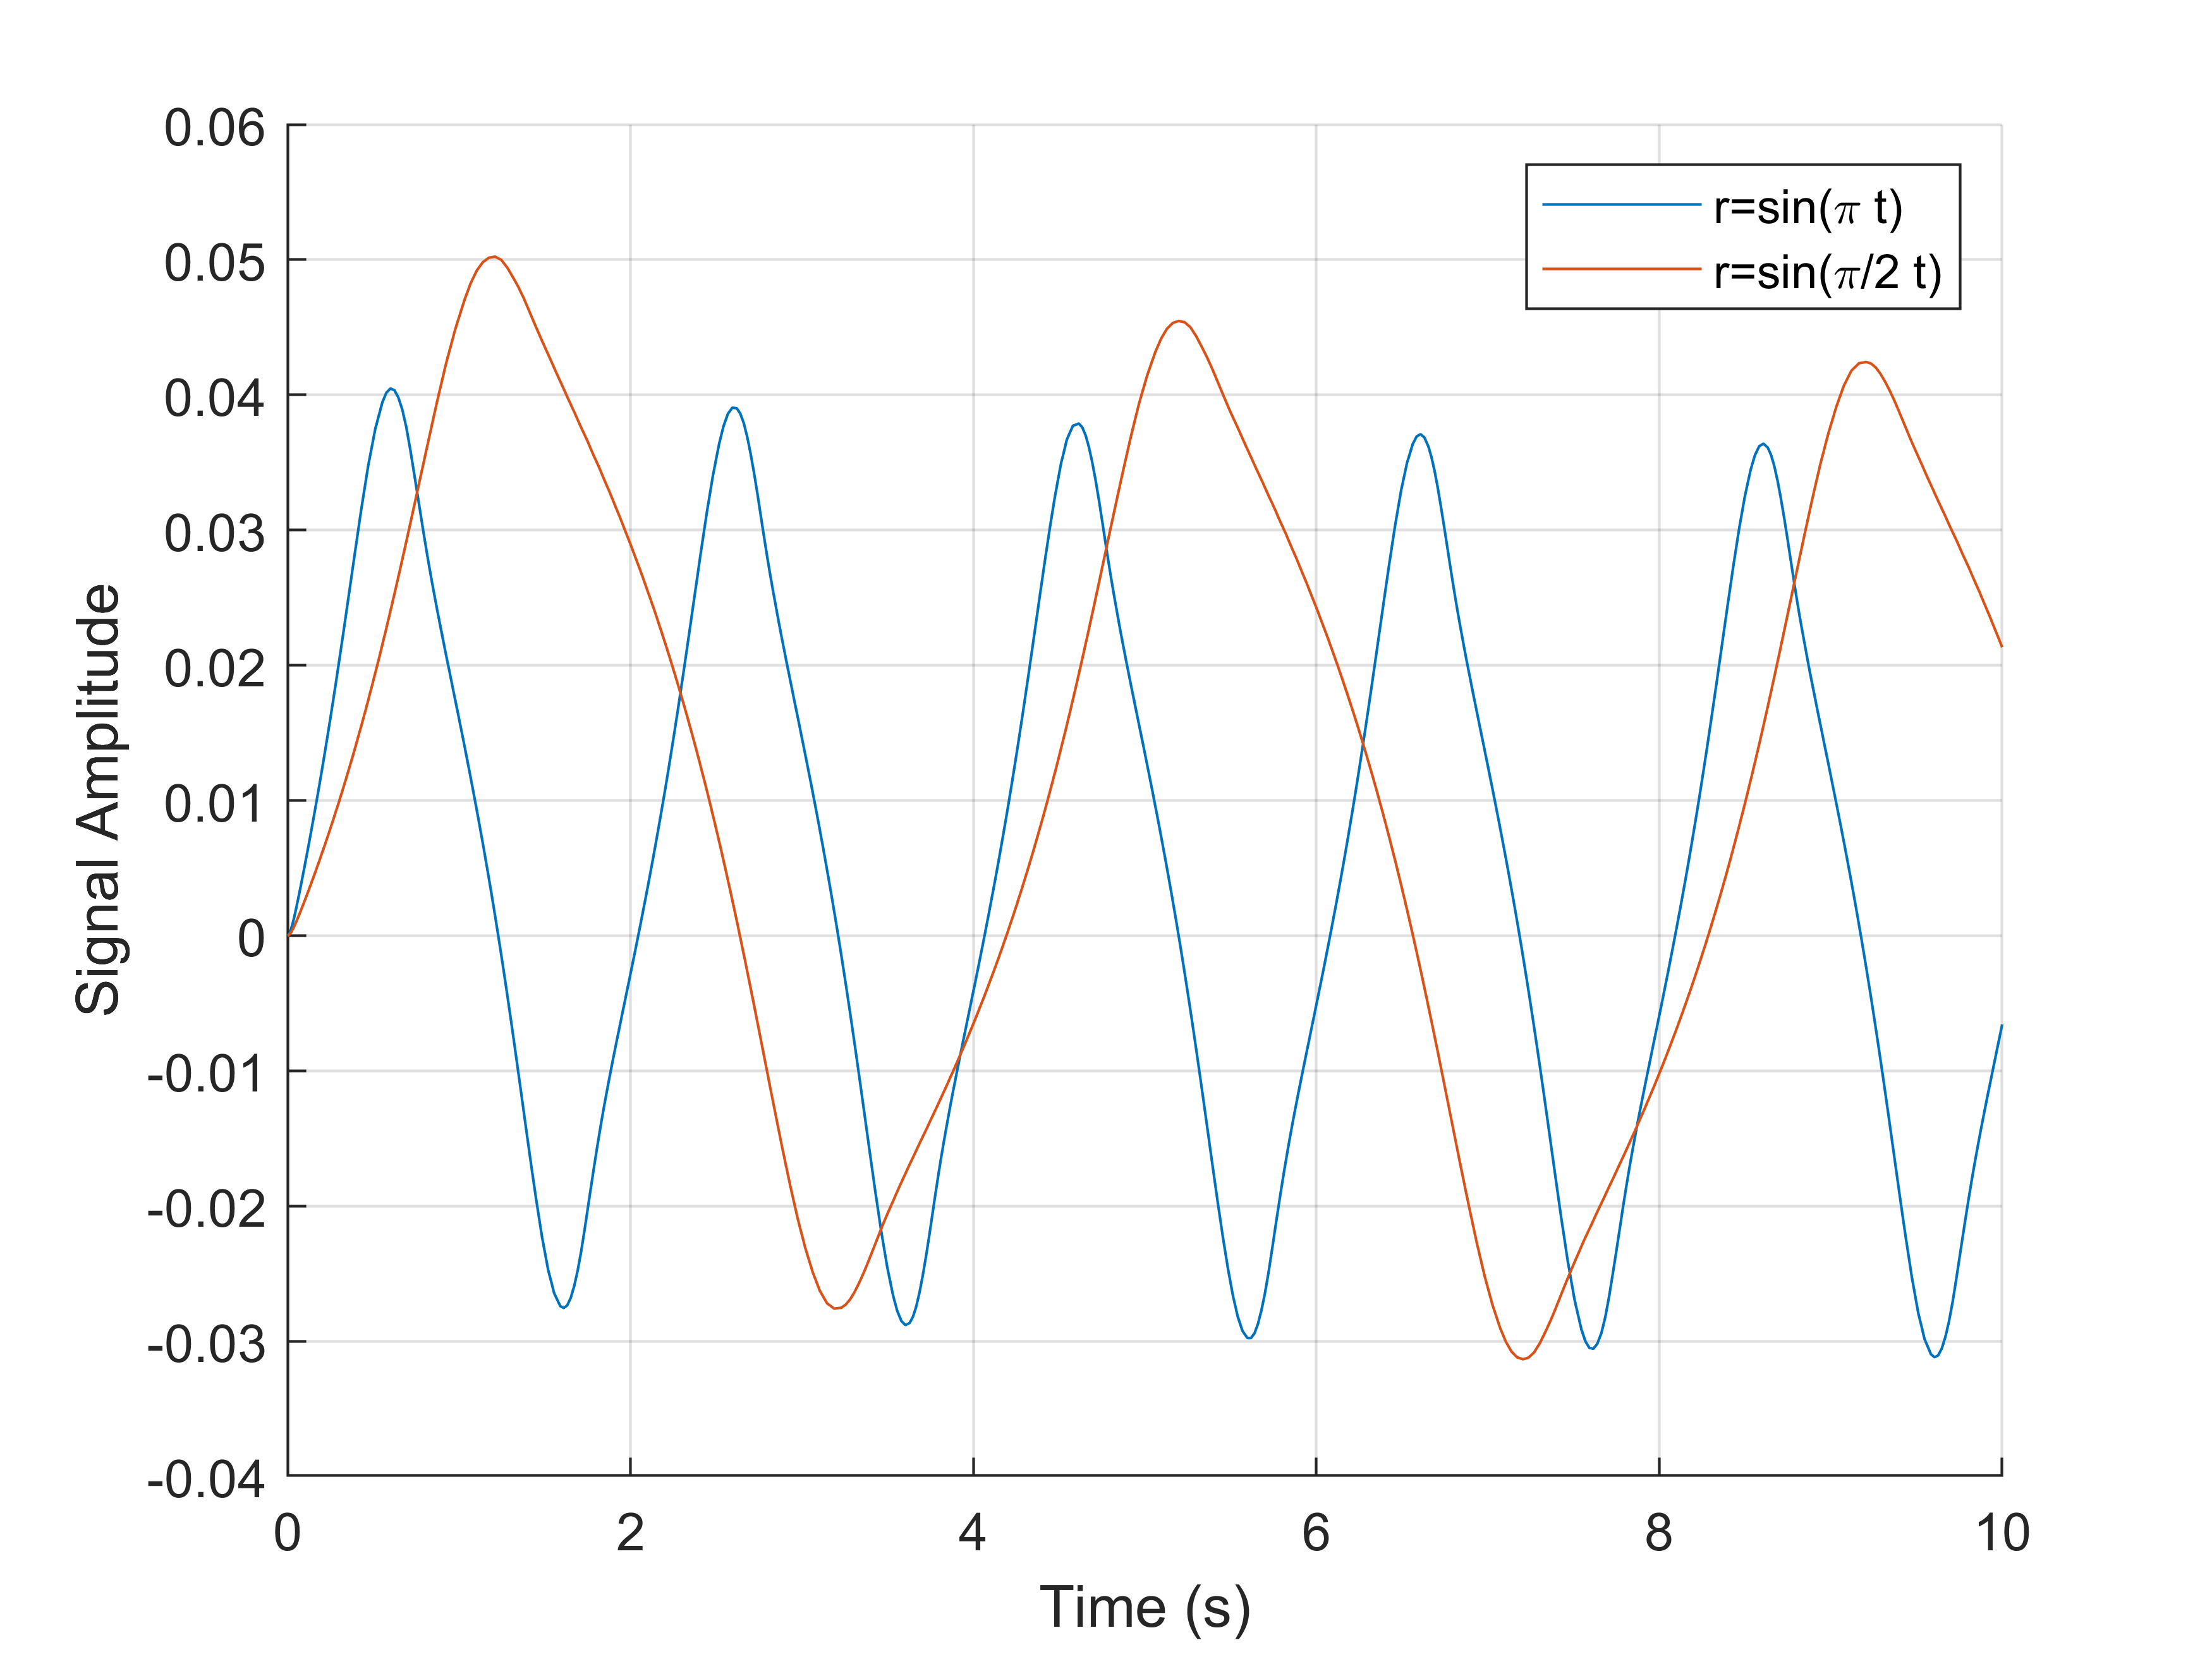 0.06
0.05
0.04
0.03
0.02
0.01
0
-0.01
-0.02
-0.03
-0.04
Signal Amplitude
r=sin(π t)
r=sin(π/2 t)
0 2 4 6 8 10
Time (s)